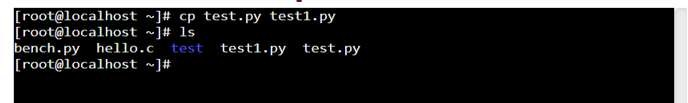 [root@localhost ~]# cp test.py test1.py
[root@localhost ~]# ls
bench.py  hello.c  test  test1.py  test.py
[root@localhost ~]#